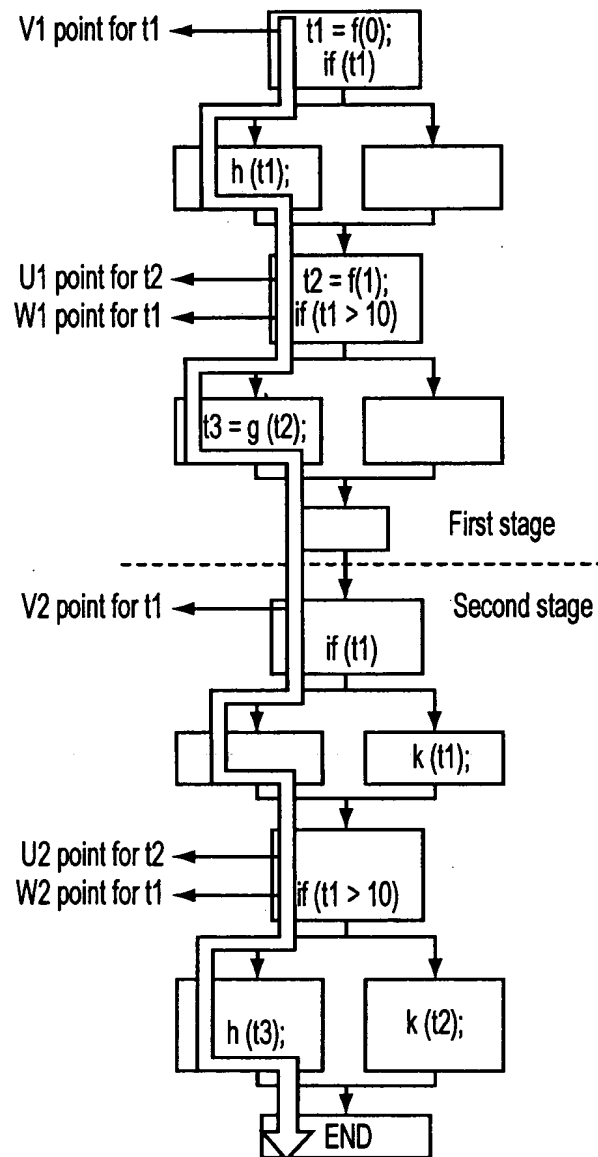 V1 point for t1
t1 = f(0);
if (t1)
h (t1);
U1 point for t2
t2 = f(1);
W1 point for t1
if (t1 > 10)
t3 = g (t2);
First stage
V2 point for t1
Second stage
if (t1)
k (t1);
U2 point for t2
W2 point for t1
if (t1 > 10)
h (t3);
k (t2);
END